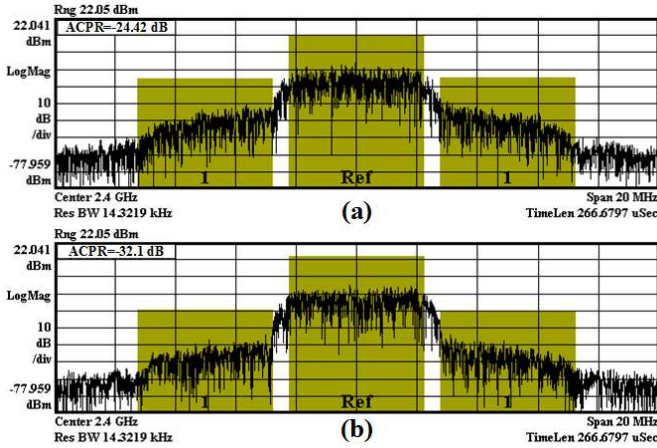 Rng 22.05 dBm
22.041
dBm
ACPR=-24.42 dB
LogMag
10
dB
/div
-77.959
dBm
1
Ref
1
Center 2.4 GHz
Span 20 MHz
Res BW 14.3219 kHz
(a)
TimeLen 266.6797 uSec
Rng 22.05 dBm
22.041
dBm
ACPR=-32.1 dB
LogMag
10
dB
/div
-77.959
dBm
1
Ref
1
Center 2.4 GHz
Span 20 MHz
Res BW 14.3219 kHz
(b)
TimeLen 266.6797 uSec